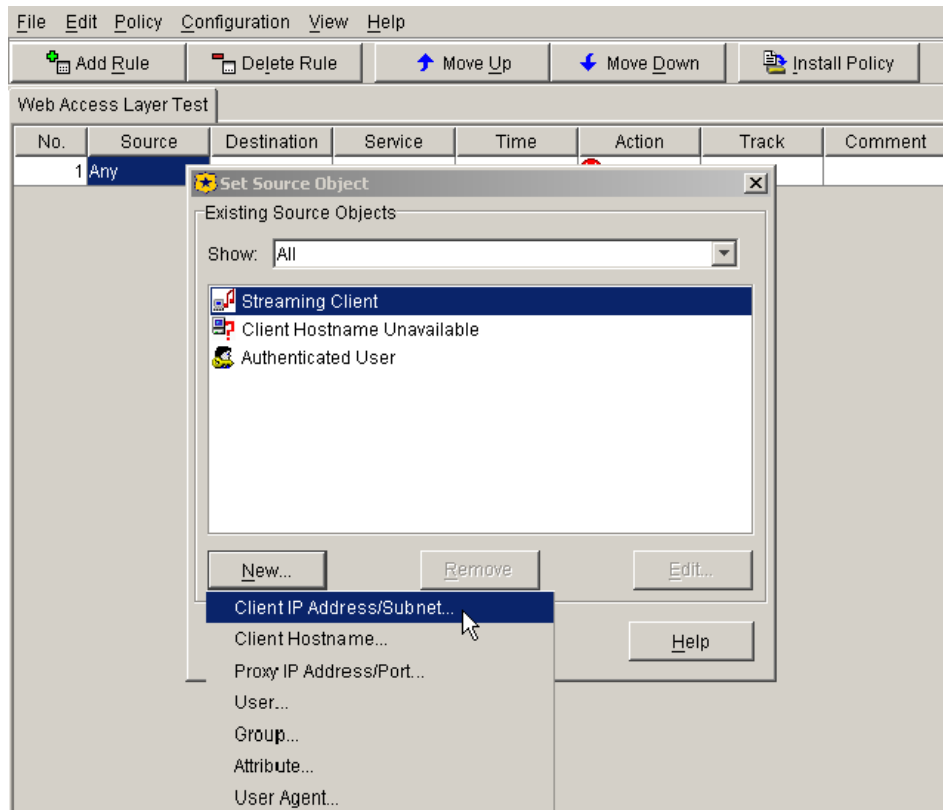 File Edit Policy Configuration View Help
Add Rule Delete Rule Move Up Move Down Install Policy
Web Access Layer Test
No. Source Destination Service Time Action Track Comment
1 Any
Set Source Object
Existing Source Objects
Show: All
Streaming Client
Client Hostname Unavailable
Authenticated User
New... Remove Edit...
Client IP Address/Subnet...
Client Hostname...
Help
Proxy IP Address/Port...
User...
Group...
Attribute...
User Agent...